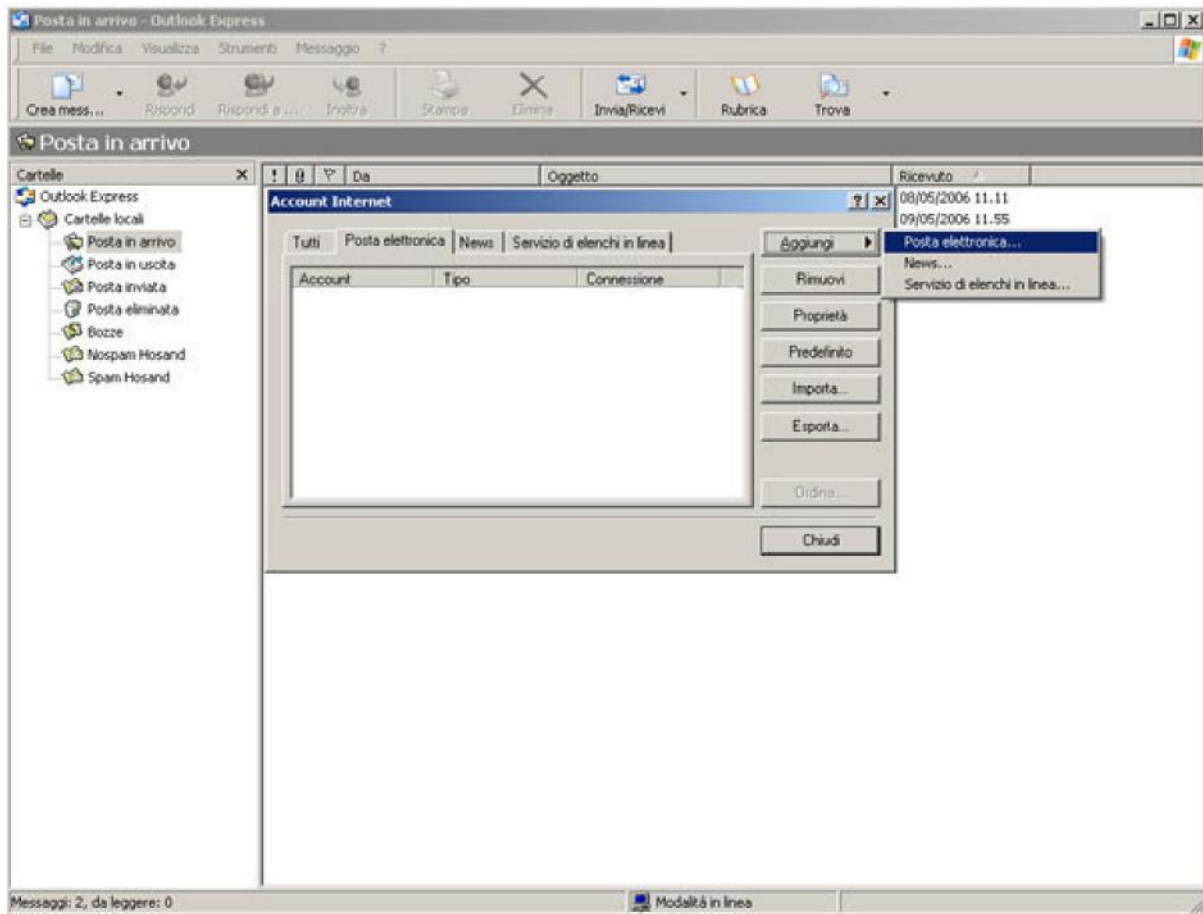 Posta in arrivo - Outlook Express
File Modifica Visualizza Strumenti Messaggio ?
Crea mess... Rispondi Rispondi a ... Inoltra Stampa Elimina Invia/Ricevi Rubrica Trova
Posta in arrivo
Cartelle
Outlook Express
Cartelle locali
Posta in arrivo
Posta in uscita
Posta inviata
Posta eliminata
Bozze
Nospam Hosand
Spam Hosand
! Da Oggetto Ricevuto
08/05/2006 11.11
09/05/2006 11.55
Account Internet
Tutti Posta elettronica News Servizio di elenchi in linea
Account Tipo Connessione
Aggiungi
Rimuovi
Proprietà
Predefinito
Importa...
Esporta...
Ordina...
Chiudi
Posta elettronica...
News...
Servizio di elenchi in linea...
Messaggi: 2, da leggere: 0 Modalità in linea